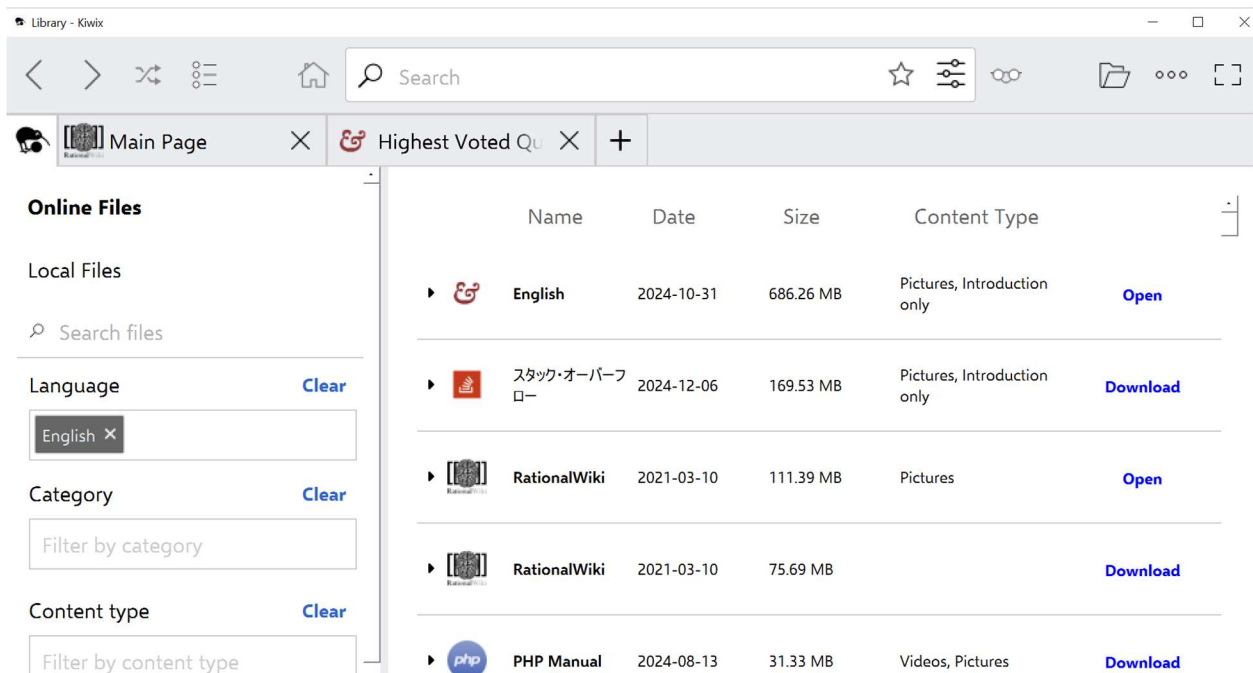 Library - Kiwix
Search
Main Page
Highest Voted Qu
Online Files
Local Files
Search files
Language Clear
English
Category Clear
Filter by category
Content type Clear
Filter by content type
Name Date Size Content Type
English 2024-10-31 686.26 MB Pictures, Introduction only Open
スタック・オーバーフロー 2024-12-06 169.53 MB Pictures, Introduction only Download
RationalWiki 2021-03-10 111.39 MB Pictures Open
RationalWiki 2021-03-10 75.69 MB Download
php PHP Manual 2024-08-13 31.33 MB Videos, Pictures Download